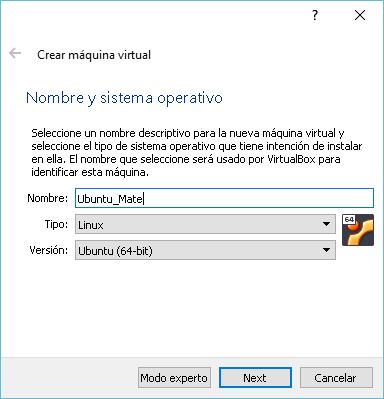 ?
Crear máquina virtual
Nombre y sistema operativo
Seleccione un nombre descriptivo para la nueva máquina virtual y
seleccione el tipo de sistema operativo que tiene intención de instalar
en ella. El nombre que seleccione será usado por VirtualBox para
identificar esta máquina.
Nombre: Ubuntu_Mate
Tipo: Linux
64
Versión: Ubuntu (64-bit)
Modo experto Next Cancelar